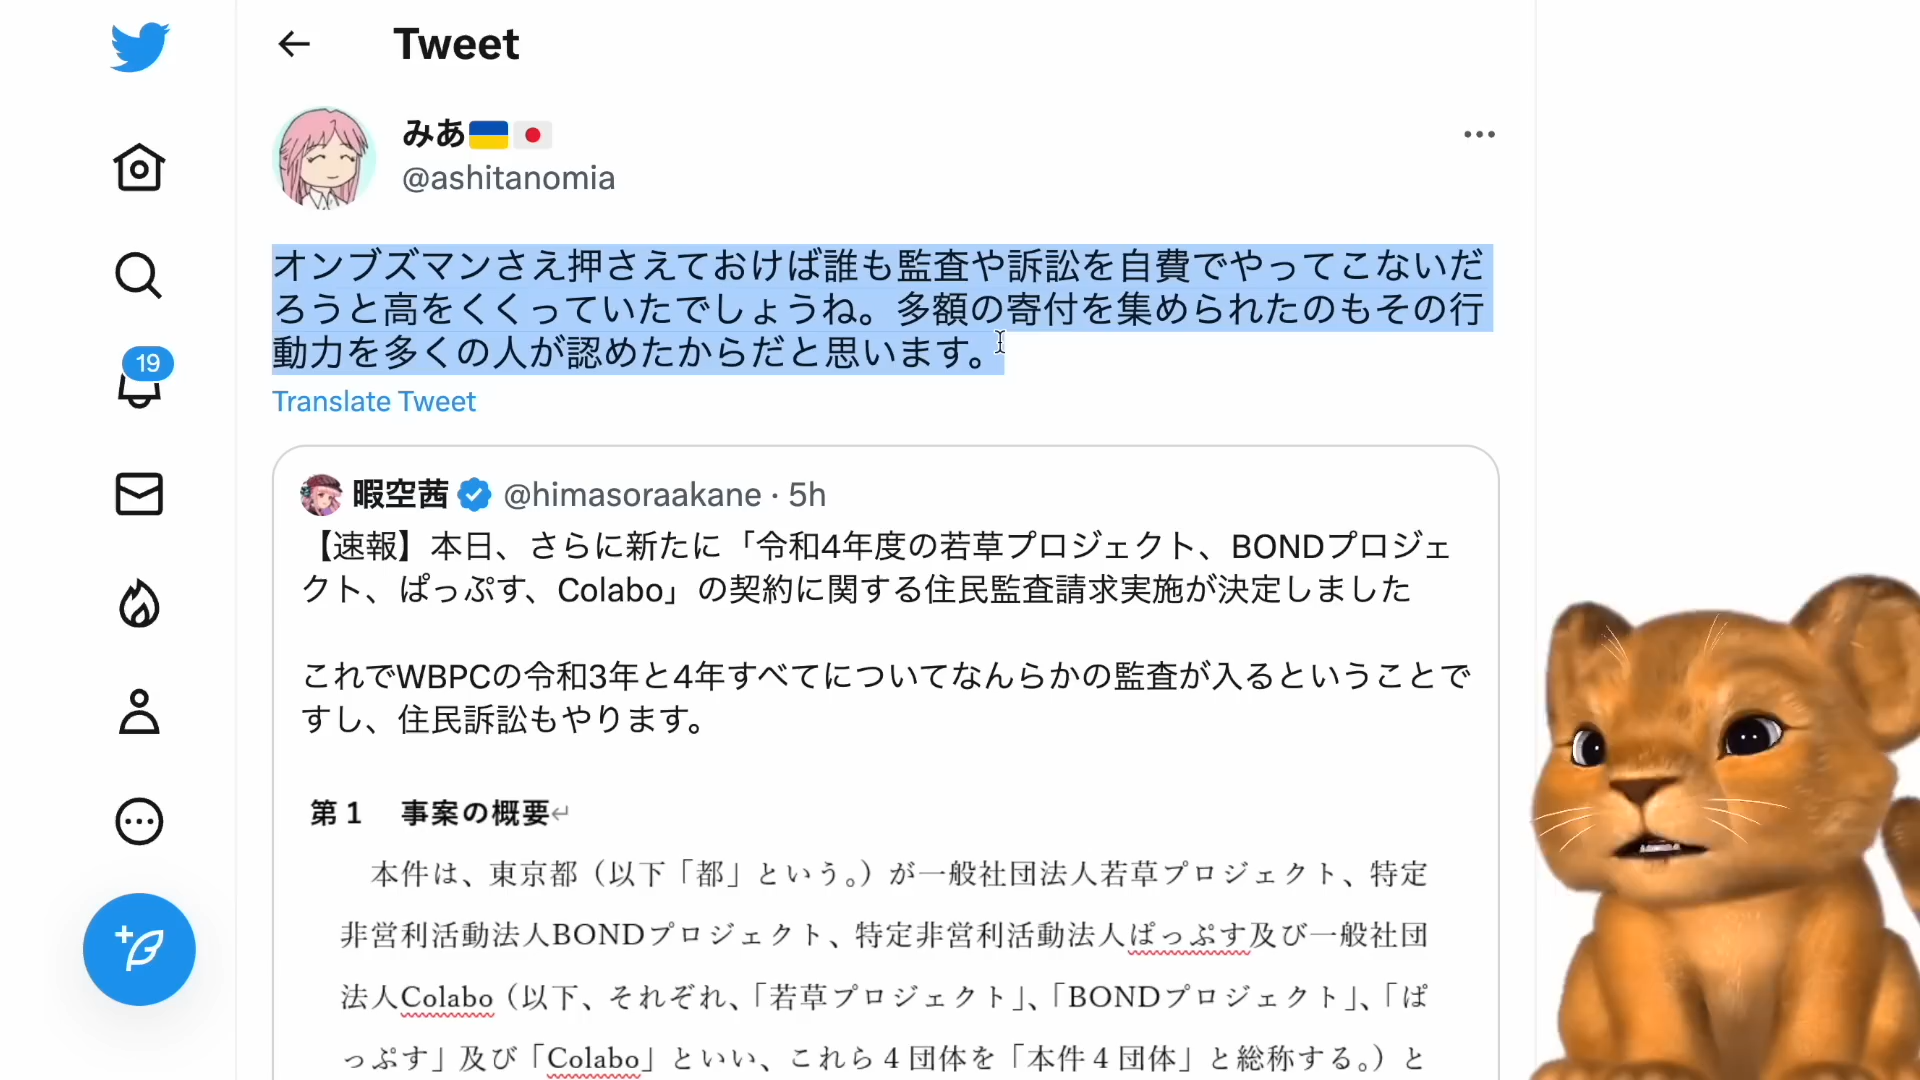 Tweet
みあ
@ashitanomia
オンブズマンさえ押さえておけば誰も監査や訴訟を自費でやってこないだ
ろうと高をくくっていたでしょうね。多額の寄付を集められたのもその行
動力を多くの人が認めたからだと思います。
Translate Tweet
19
暇空茜 @himasoraakane · 5h
【速報】本日、さらに新たに「令和4年度の若草プロジェクト、BONDプロジェ
クト、ぱっぷす、Colabo」の契約に関する住民監査請求実施が決定しました
これでWBPCの令和3年と4年すべてについてなんらかの監査が入るということで
すし、住民訴訟もやります。
第1 事案の概要↵
本件は、東京都（以下「都」という。）が一般社団法人若草プロジェクト、特定
非営利活動法人BONDプロジェクト、特定非営利活動法人ぱっぷす及び一般社団
法人Colabo（以下、それぞれ、「若草プロジェクト」、「BONDプロジェクト」、「ぱ
っぷす」及び「Colabo」といい、これら4団体を「本件4団体」と総称する。）と